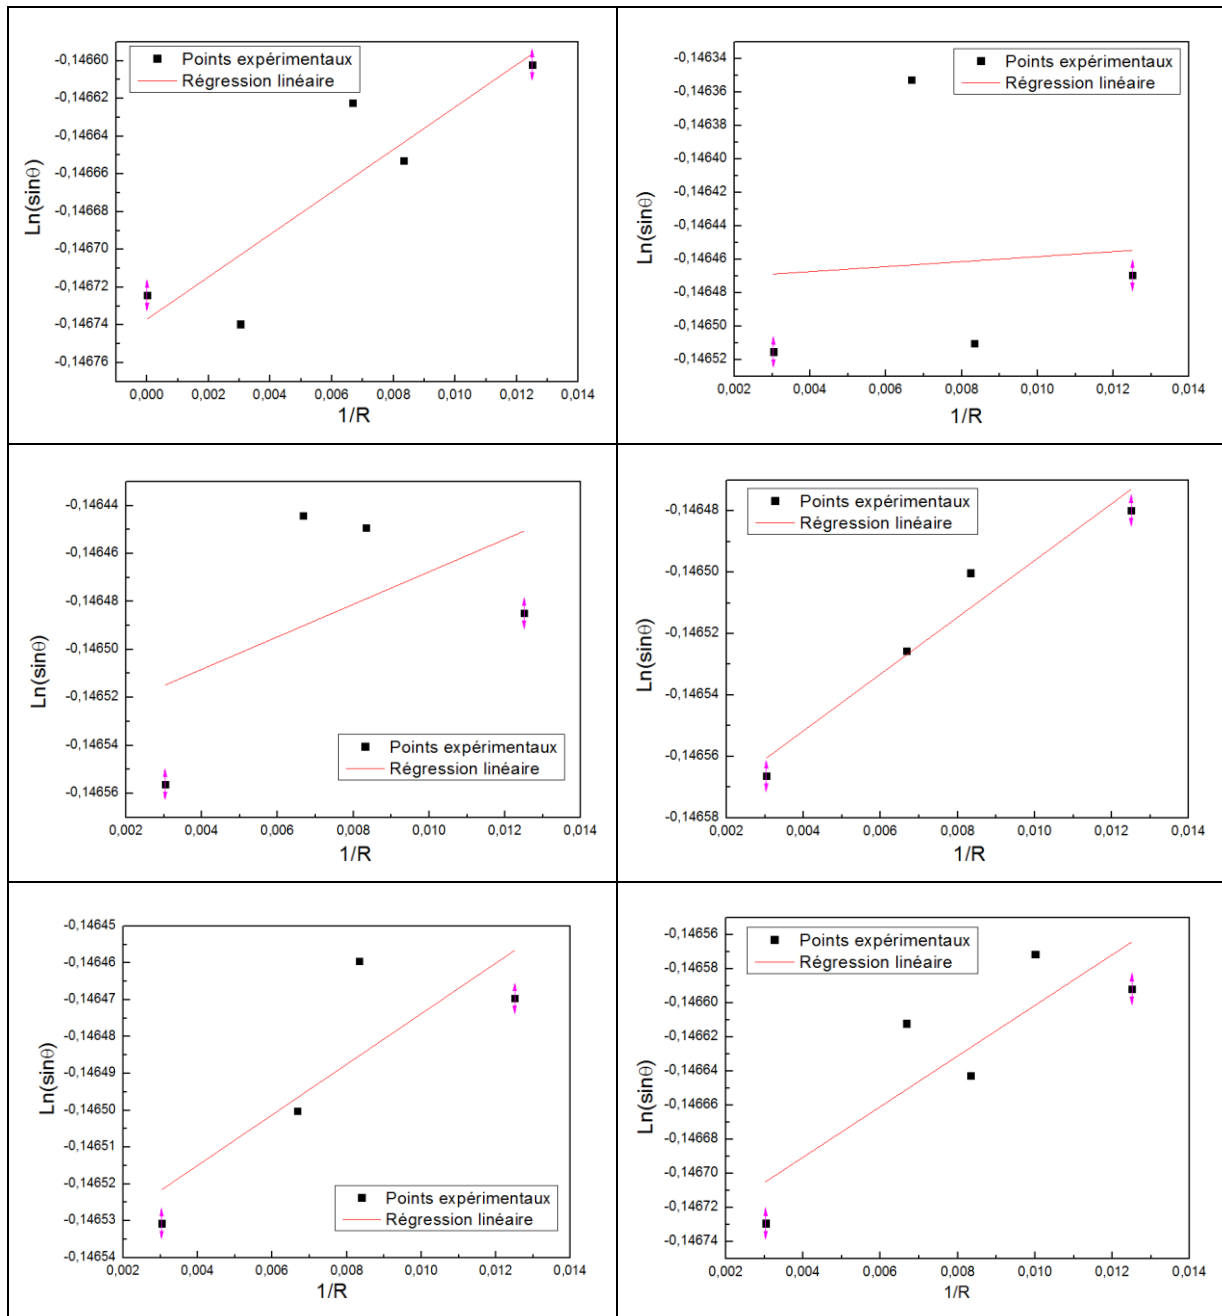 -0,14660
-0,14662
-0,14664
-0,14666
-0,14668
-0,14670
-0,14672
-0,14674
-0,14676
Points expérimentaux
Régression linéaire
Ln(sinθ)
0,000 0,002 0,004 0,006 0,008 0,010 0,012 0,014
1/R
-0,14634
-0,14636
-0,14638
-0,14640
-0,14642
-0,14644
-0,14646
-0,14648
-0,14650
-0,14652
Points expérimentaux
Régression linéaire
Ln(sinθ)
0,002 0,004 0,006 0,008 0,010 0,012 0,014
1/R
-0,14644
-0,14646
-0,14648
-0,14650
-0,14652
-0,14654
-0,14656
Ln(sinθ)
Points expérimentaux
Régression linéaire
0,002 0,004 0,006 0,008 0,010 0,012 0,014
1/R
-0,14648
-0,14650
-0,14652
-0,14654
-0,14656
-0,14658
Points expérimentaux
Régression linéaire
Ln(sinθ)
0,002 0,004 0,006 0,008 0,010 0,012 0,014
1/R
-0,14645
-0,14646
-0,14647
-0,14648
-0,14649
-0,14650
-0,14651
-0,14652
-0,14653
-0,14654
Ln(sinθ)
Points expérimentaux
Régression linéaire
0,002 0,004 0,006 0,008 0,010 0,012 0,014
1/R
-0,14656
-0,14658
-0,14660
-0,14662
-0,14664
-0,14666
-0,14668
-0,14670
-0,14672
-0,14674
Points expérimentaux
Régression linéaire
Ln(sinθ)
0,002 0,004 0,006 0,008 0,010 0,012 0,014
1/R